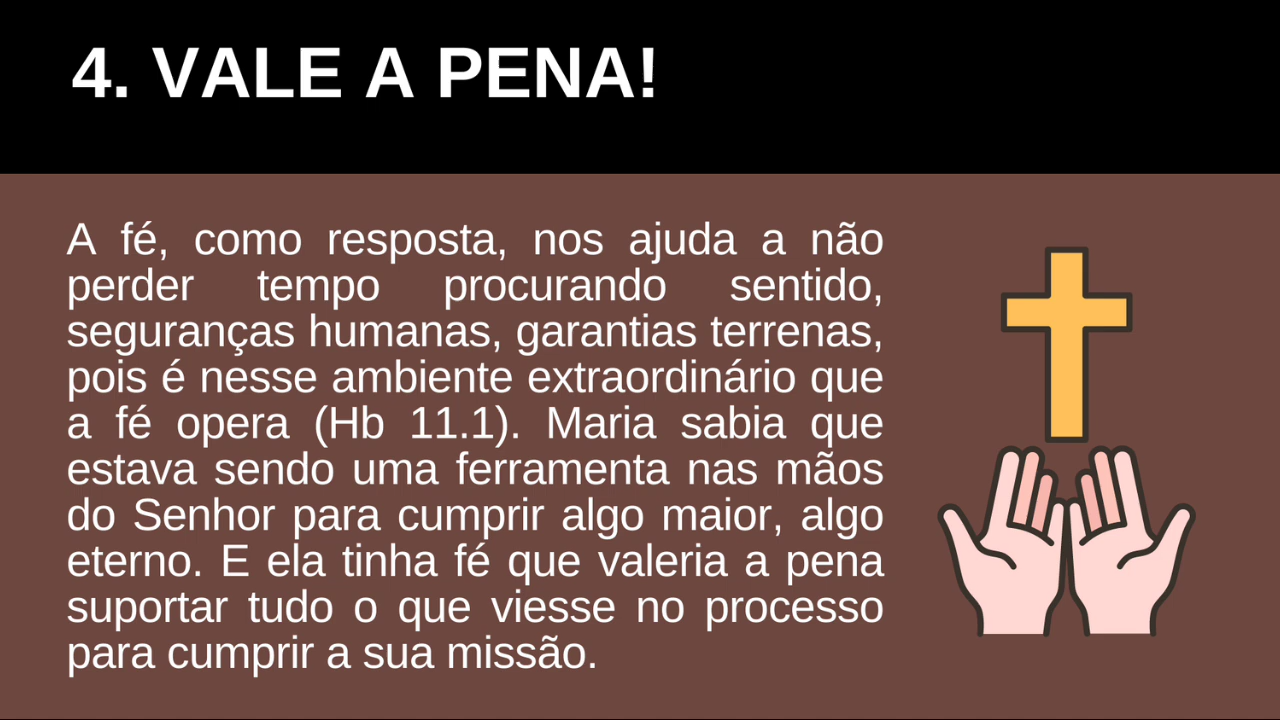 4. VALE A PENA!
A fé, como resposta, nos ajuda a não
perder tempo procurando sentido,
seguranças humanas, garantias terrenas,
pois é nesse ambiente extraordinário que
a fé opera (Hb 11.1). Maria sabia que
estava sendo uma ferramenta nas mãos
do Senhor para cumprir algo maior, algo
eterno. E ela tinha fé que valeria a pena
suportar tudo o que viesse no processo
para cumprir a sua missão.